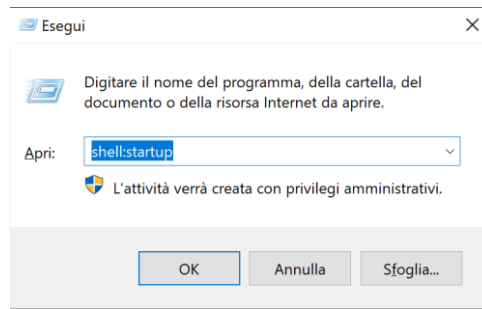 Esegui
Digitare il nome del programma, della cartella, del
documento o della risorsa Internet da aprire.
Apri: shell:startup
L'attività verrà creata con privilegi amministrativi.
OK Annulla Sfoglia...